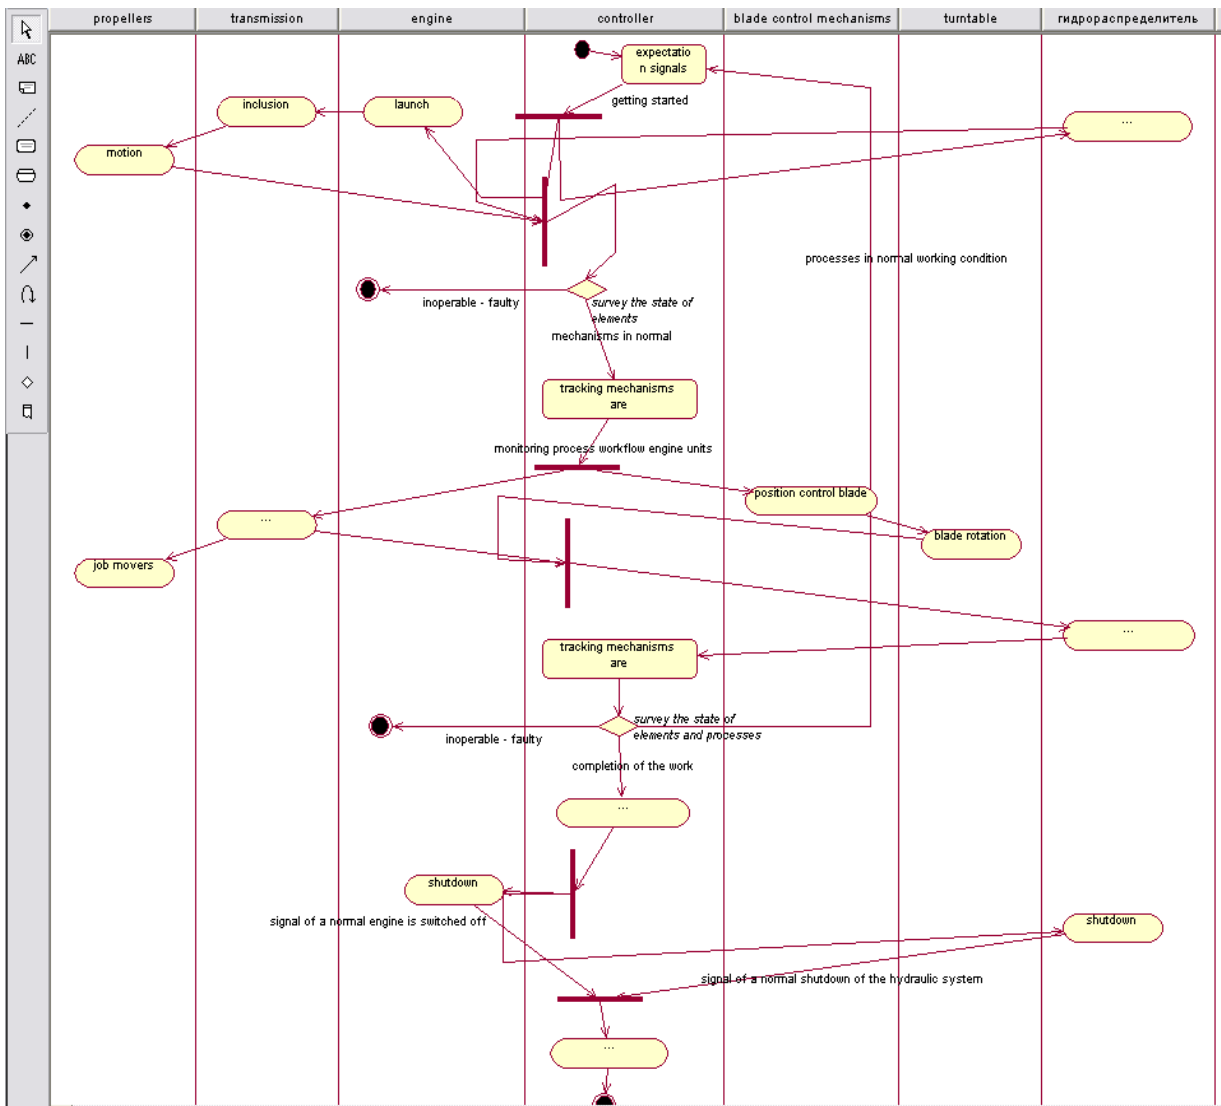 propellers
transmission
engine
controller
blade control mechanisms
turntable
гидрораспределитель
ABC
expectatio
n signals
getting started
inclusion
launch
...
motion
processes in normal working condition
inoperable - faulty
survey the state of
elements
mechanisms in normal
tracking mechanisms
are
monitoring process workflow engine units
position control blade
...
blade rotation
job movers
...
tracking mechanisms
are
survey the state of
elements and processes
inoperable - faulty
completion of the work
...
shutdown
signal of a normal engine is switched off
shutdown
signal of a normal shutdown of the hydraulic system
...